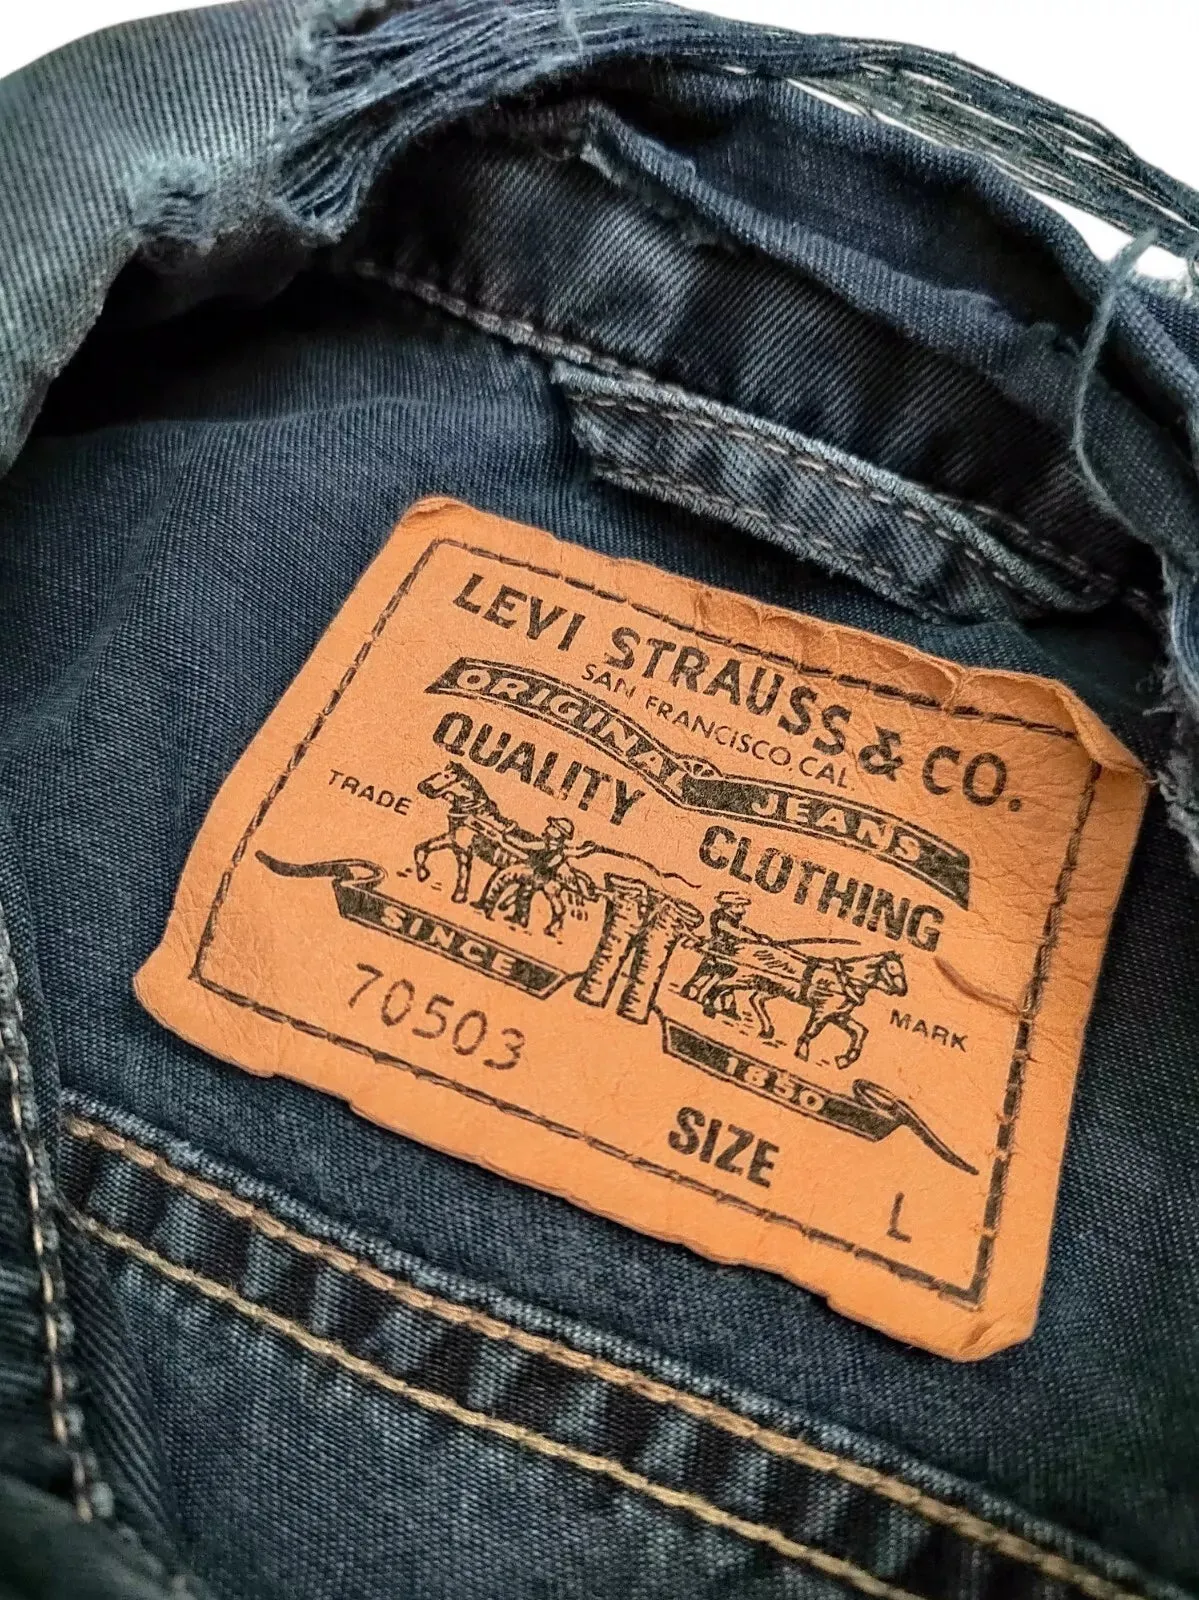 LEVI STRAUSS & CO.
SAN FRANCISCO.CAL.
ORIGINAL JEANS
QUALITY CLOTHING
TRADE MARK
SINCE 1850
70503
SIZE L